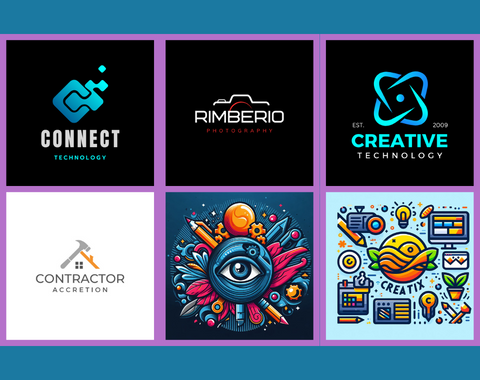 CONNECT
TECHNOLOGY
RIMBERIO
PHOTOGRAPHY
EST. 2009
CREATIVE
TECHNOLOGY
CONTRACTOR
ACCRETION
CREATIX